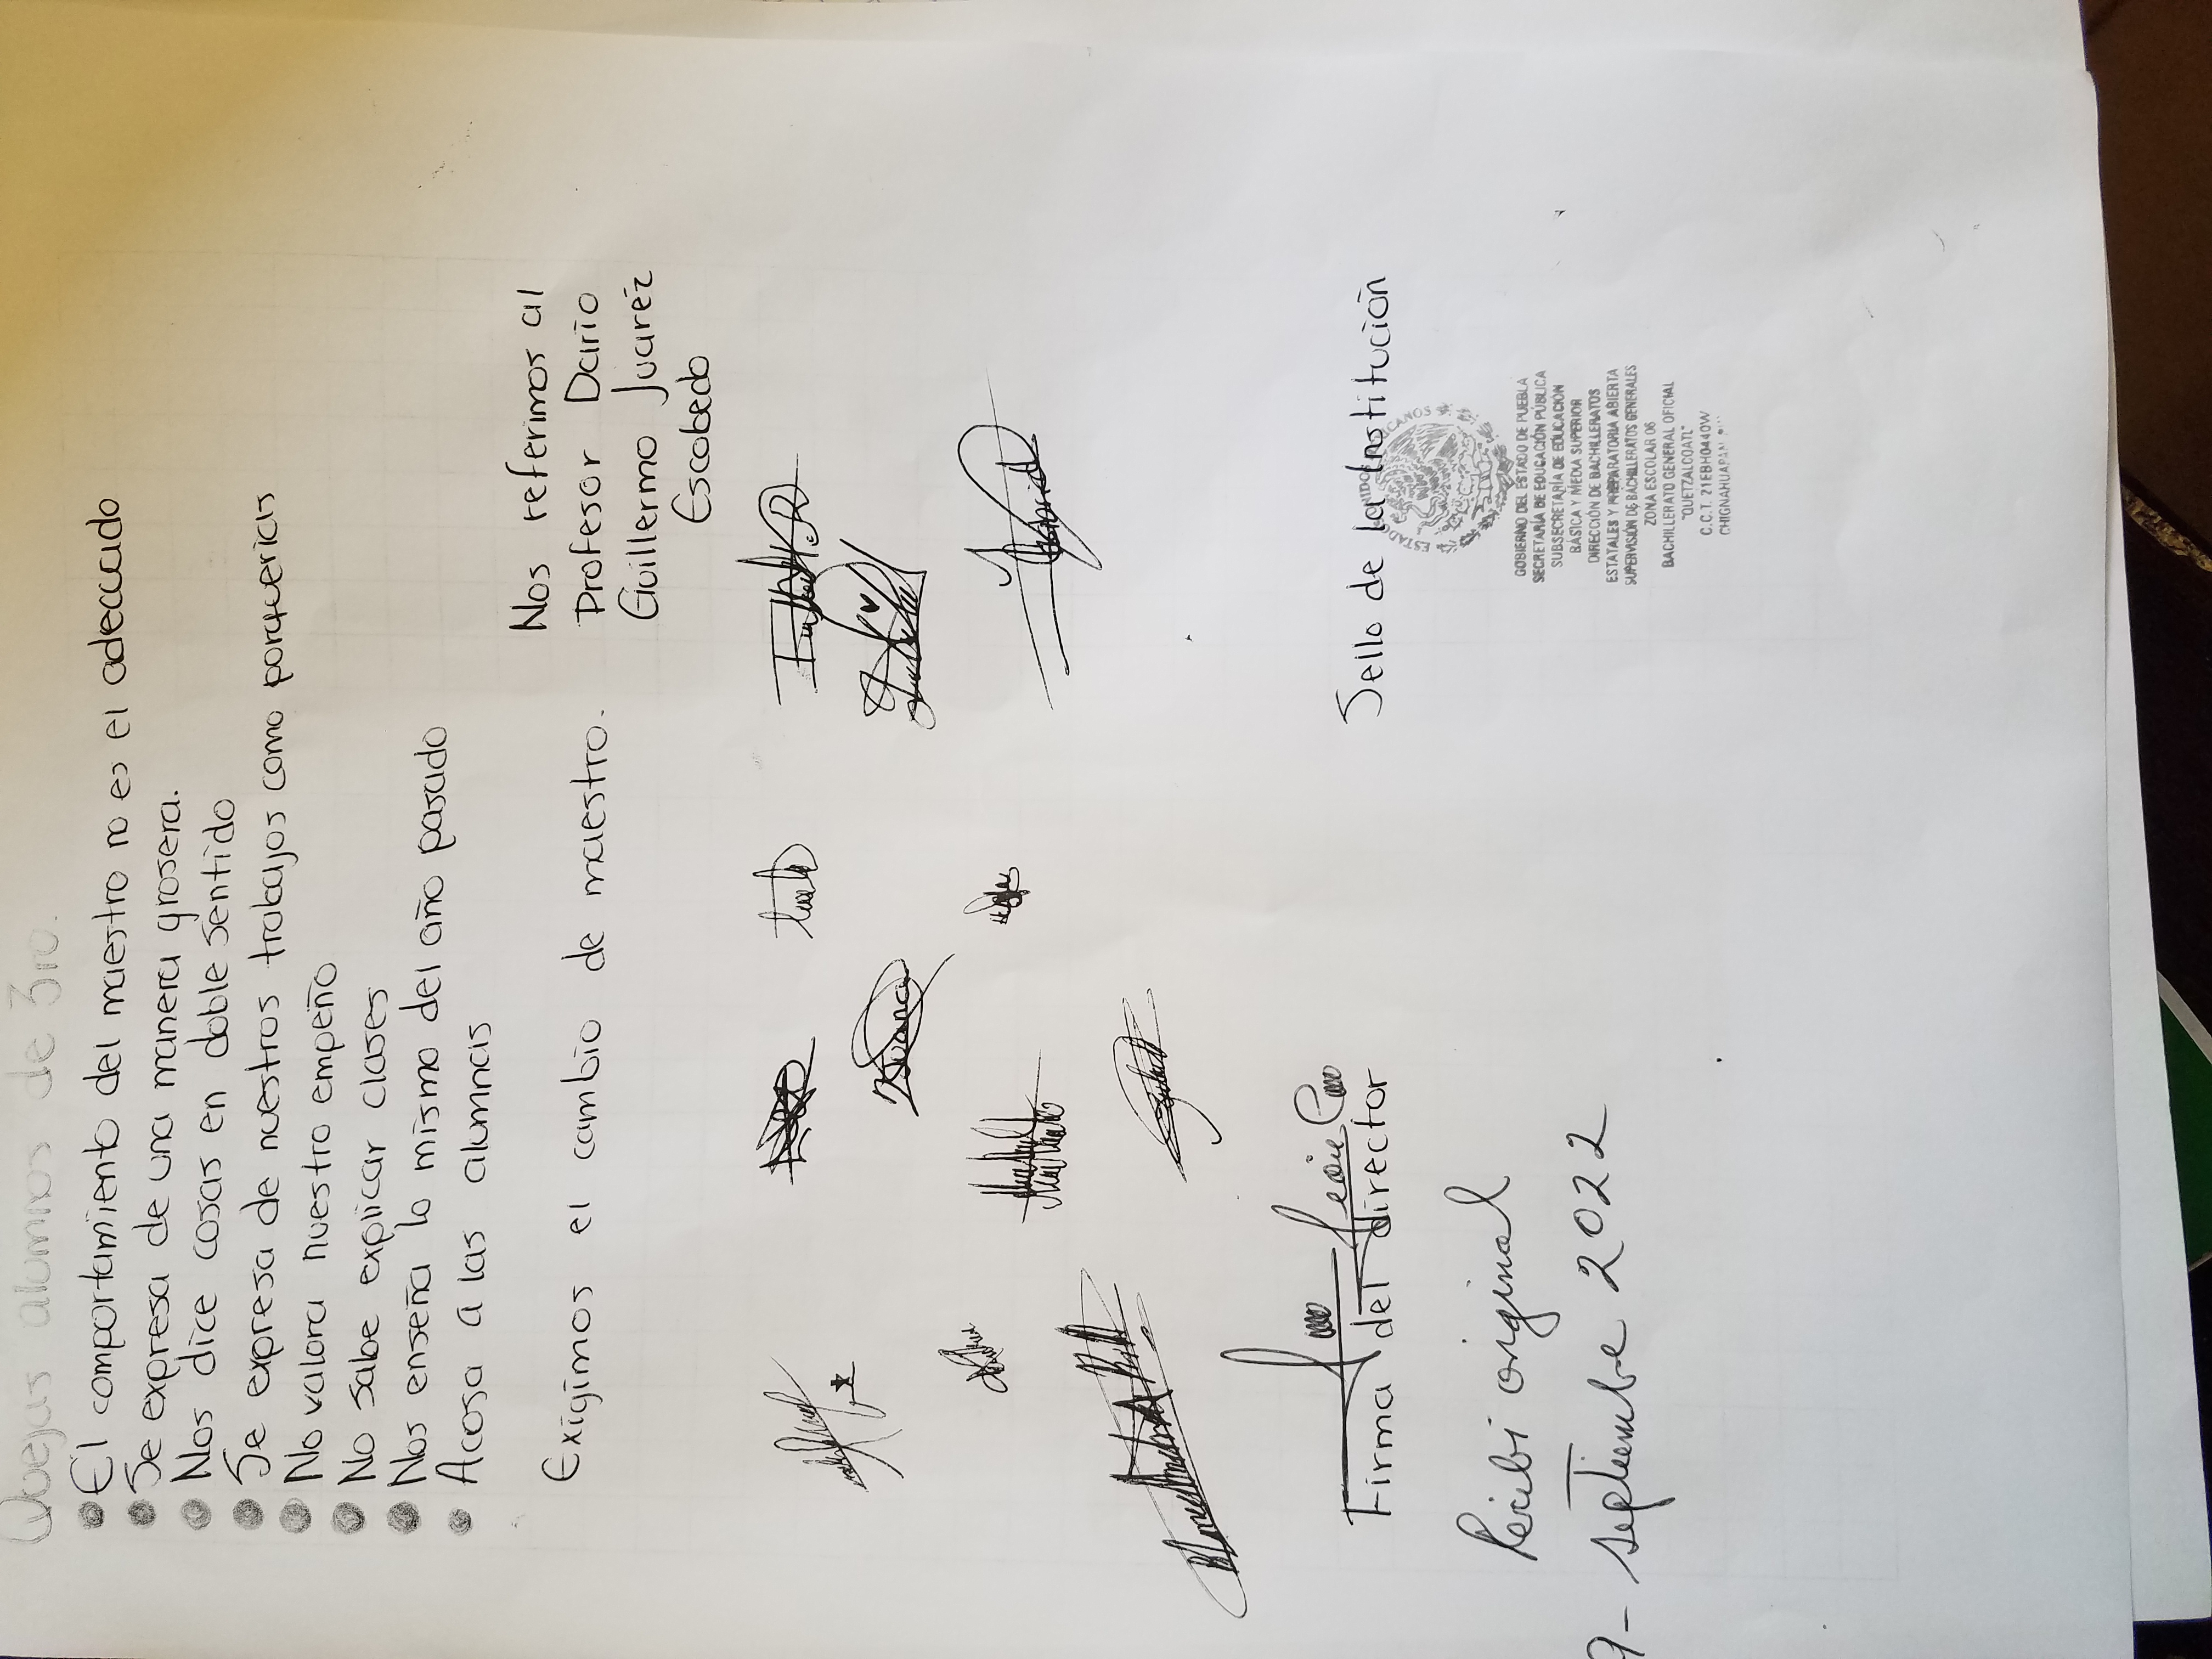 Quejas alumnos de 3ro.
El comportamiento del maestro no es el adecuado
Se expresa de una manera grosera.
Nos dice cosas en doble sentido
Se expresa de nuestros trabajos como porquerias
No valora nuestro empeño
No sabe explicar clases
Nos enseña lo mismo del año pasado
Acosa a las alumnas
Nos referimos al
Profesor Dario
Guillermo Juaréz
Escobedo
Exigimos el cambio de maestro.
Firma del director
Recibi original
9- septiembre 2022
Sello de la Institución
GOBIERNO DEL ESTADO DE PUEBLA
SECRETARÍA DE EDUCACIÓN PÚBLICA
SUBSECRETARÍA DE EDUCACIÓN
BÁSICA Y MEDIA SUPERIOR
DIRECCIÓN DE BACHILLERATOS
ESTATALES Y PREPARATORIA ABIERTA
SUPERVISIÓN DE BACHILLERATOS GENERALES
ZONA ESCOLAR 06
BACHILLERATO GENERAL OFICIAL
"QUETZALCOATL"
C.C.T. 21EBH0440W